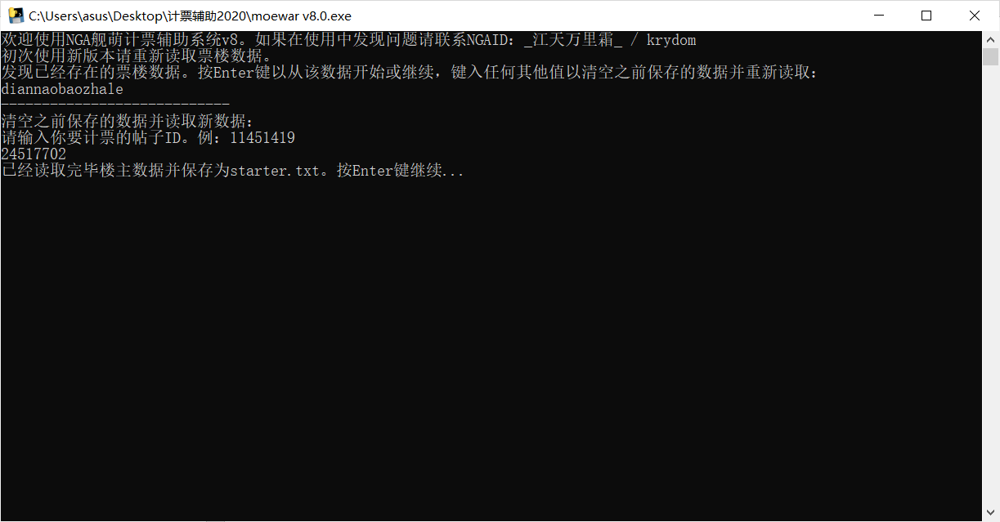 C:\Users\asus\Desktop\计票辅助2020\moewar v8.0.exe
欢迎使用NGA舰萌计票辅助系统v8。如果在使用中发现问题请联系NGAID: _江天万里霜_ / krydom
初次使用新版本请重新读取票楼数据。
发现已经存在的票楼数据。按Enter键以从该数据开始或继续，键入任何其他值以清空之前保存的数据并重新读取:
diannaobaozhale
----------------------------
清空之前保存的数据并读取新数据:
请输入你要计票的帖子ID。例: 11451419
24517702
已经读取完毕楼主数据并保存为starter.txt。按Enter键继续...